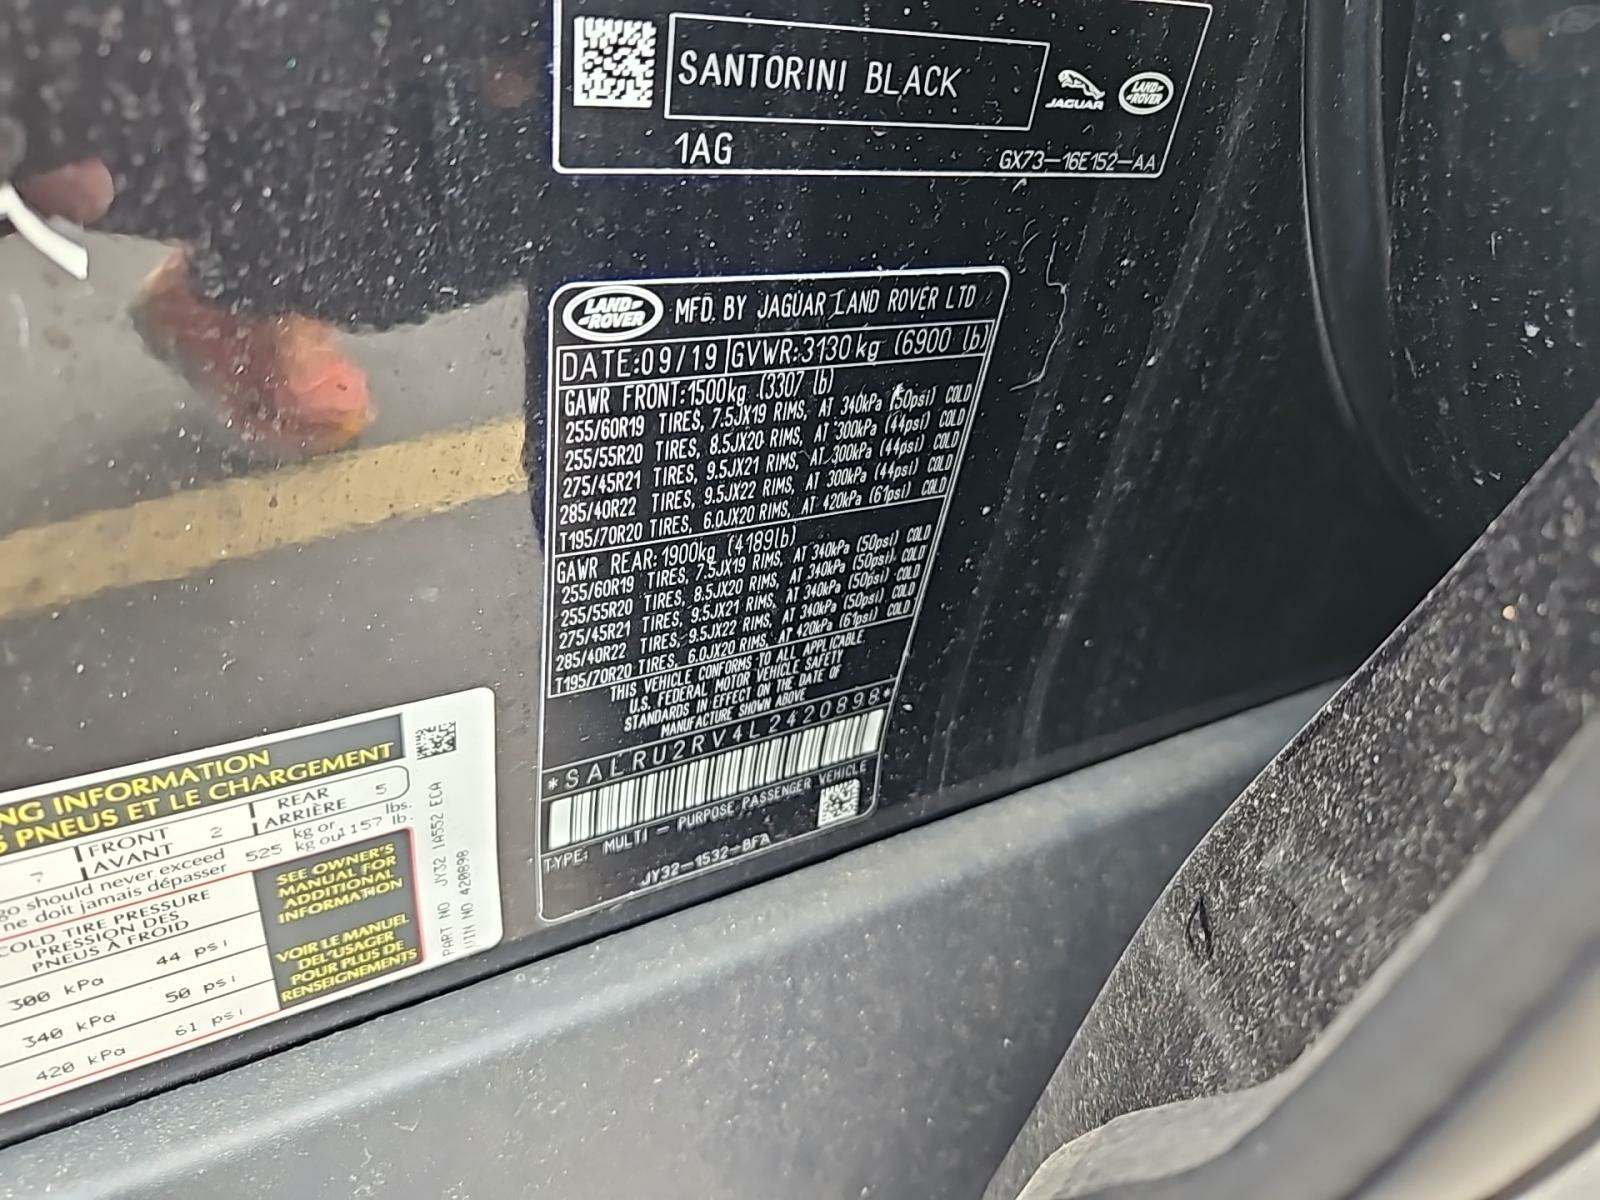 SANTORINI BLACK
JAGUAR
LAND ROVER
1AG
GX73-16E152-AA
LAND ROVER
MFD. BY JAGUAR LAND ROVER LTD
DATE:09/19 GVWR:3130kg (6900 lb)
GAWR FRONT:1500kg (3307 lb)
255/60R19 TIRES, 7.5JX19 RIMS, AT 340kPa (50psi) COLD
255/55R20 TIRES, 8.5JX20 RIMS, AT 300kPa (44psi) COLD
275/45R21 TIRES, 9.5JX21 RIMS, AT 300kPa (44psi) COLD
285/40R22 TIRES, 9.5JX22 RIMS, AT 300kPa (44psi) COLD
T195/70R20 TIRES, 6.0JX20 RIMS, AT 420kPa (61psi) COLD
GAWR REAR:1900kg (4189lb)
255/60R19 TIRES, 7.5JX19 RIMS, AT 340kPa (50psi) COLD
255/55R20 TIRES, 8.5JX20 RIMS, AT 340kPa (50psi) COLD
275/45R21 TIRES, 9.5JX21 RIMS, AT 340kPa (50psi) COLD
285/40R22 TIRES, 9.5JX22 RIMS, AT 340kPa (50psi) COLD
T195/70R20 TIRES, 6.0JX20 RIMS, AT 420kPa (61psi) COLD
THIS VEHICLE CONFORMS TO ALL APPLICABLE
U.S. FEDERAL MOTOR VEHICLE SAFETY
STANDARDS IN EFFECT ON THE DATE OF
MANUFACTURE SHOWN ABOVE
*SALRU2RV4L2420898*
TYPE: MULTI - PURPOSE PASSENGER VEHICLE
JY32-1532-BFA
NG INFORMATION
S PNEUS ET LE CHARGEMENT
7 FRONT 2 REAR 5
AVANT ARRIÈRE
go should never exceed 525 kg or 1157 lbs.
ne doit jamais dépasser kg ou lb.
COLD TIRE PRESSURE
PRESSION DES
PNEUS À FROID
300 kPa 44 psi
340 kPa 50 psi
420 kPa 61 psi
SEE OWNER'S
MANUAL FOR
ADDITIONAL
INFORMATION
VOIR LE MANUEL
DE L'USAGER
POUR PLUS DE
RENSEIGNEMENTS
PART NO JY32 1A552 ECA
VIN NO 420898